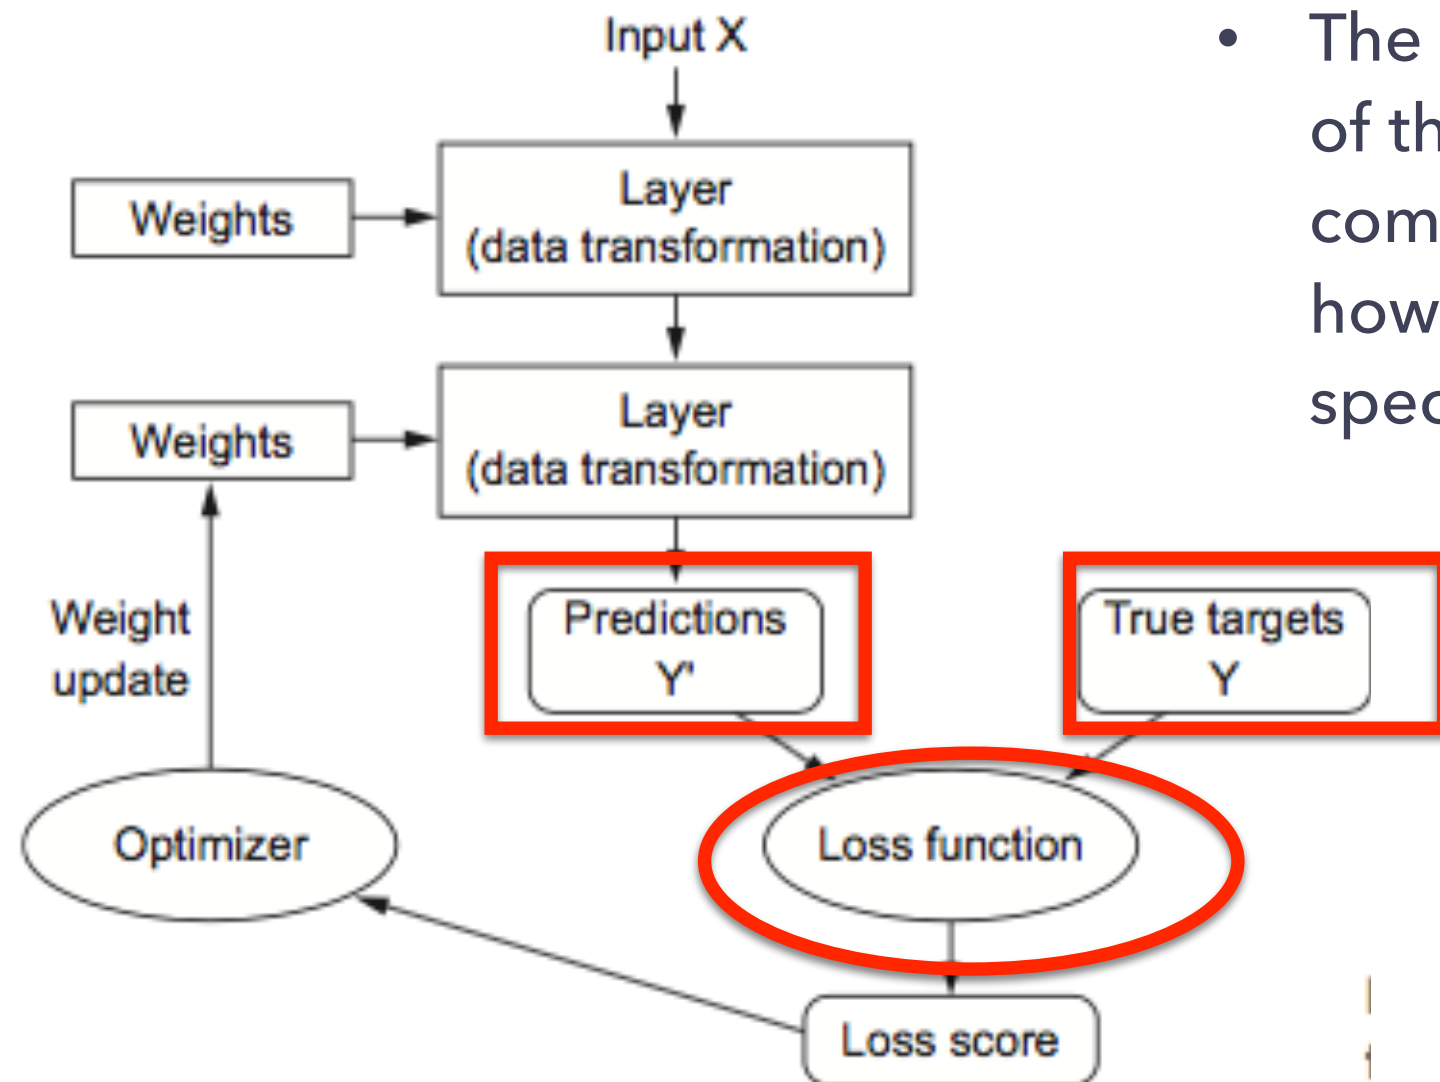 Input X
Layer
(data transformation)
Weights
Layer
(data transformation)
Weights
Weight
update
Predictions
Y'
True targets
Y
Optimizer
Loss function
Loss score
• The
of th
com
how
spec